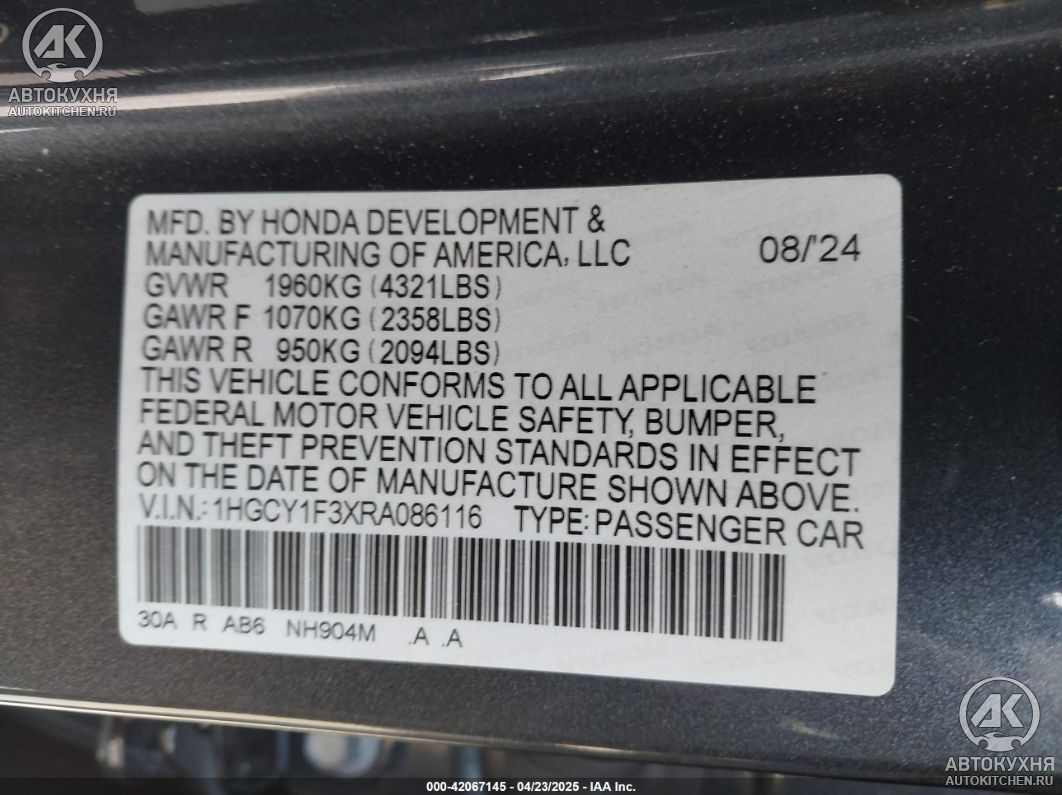 AK
АВТОКУХНЯ
AUTOKITCHEN.RU
MFD. BY HONDA DEVELOPMENT &
MANUFACTURING OF AMERICA, LLC 08/'24
GVWR 1960KG (4321LBS)
GAWR F 1070KG (2358LBS)
GAWR R 950KG (2094LBS)
THIS VEHICLE CONFORMS TO ALL APPLICABLE
FEDERAL MOTOR VEHICLE SAFETY, BUMPER,
AND THEFT PREVENTION STANDARDS IN EFFECT
ON THE DATE OF MANUFACTURE SHOWN ABOVE.
V.I.N.: 1HGCY1F3XRA086116 TYPE: PASSENGER CAR
30A R AB6 NH904M .A .A
AK
АВТОКУХНЯ
AUTOKITCHEN.RU
000-42067145 - 04/23/2025 - IAA Inc.